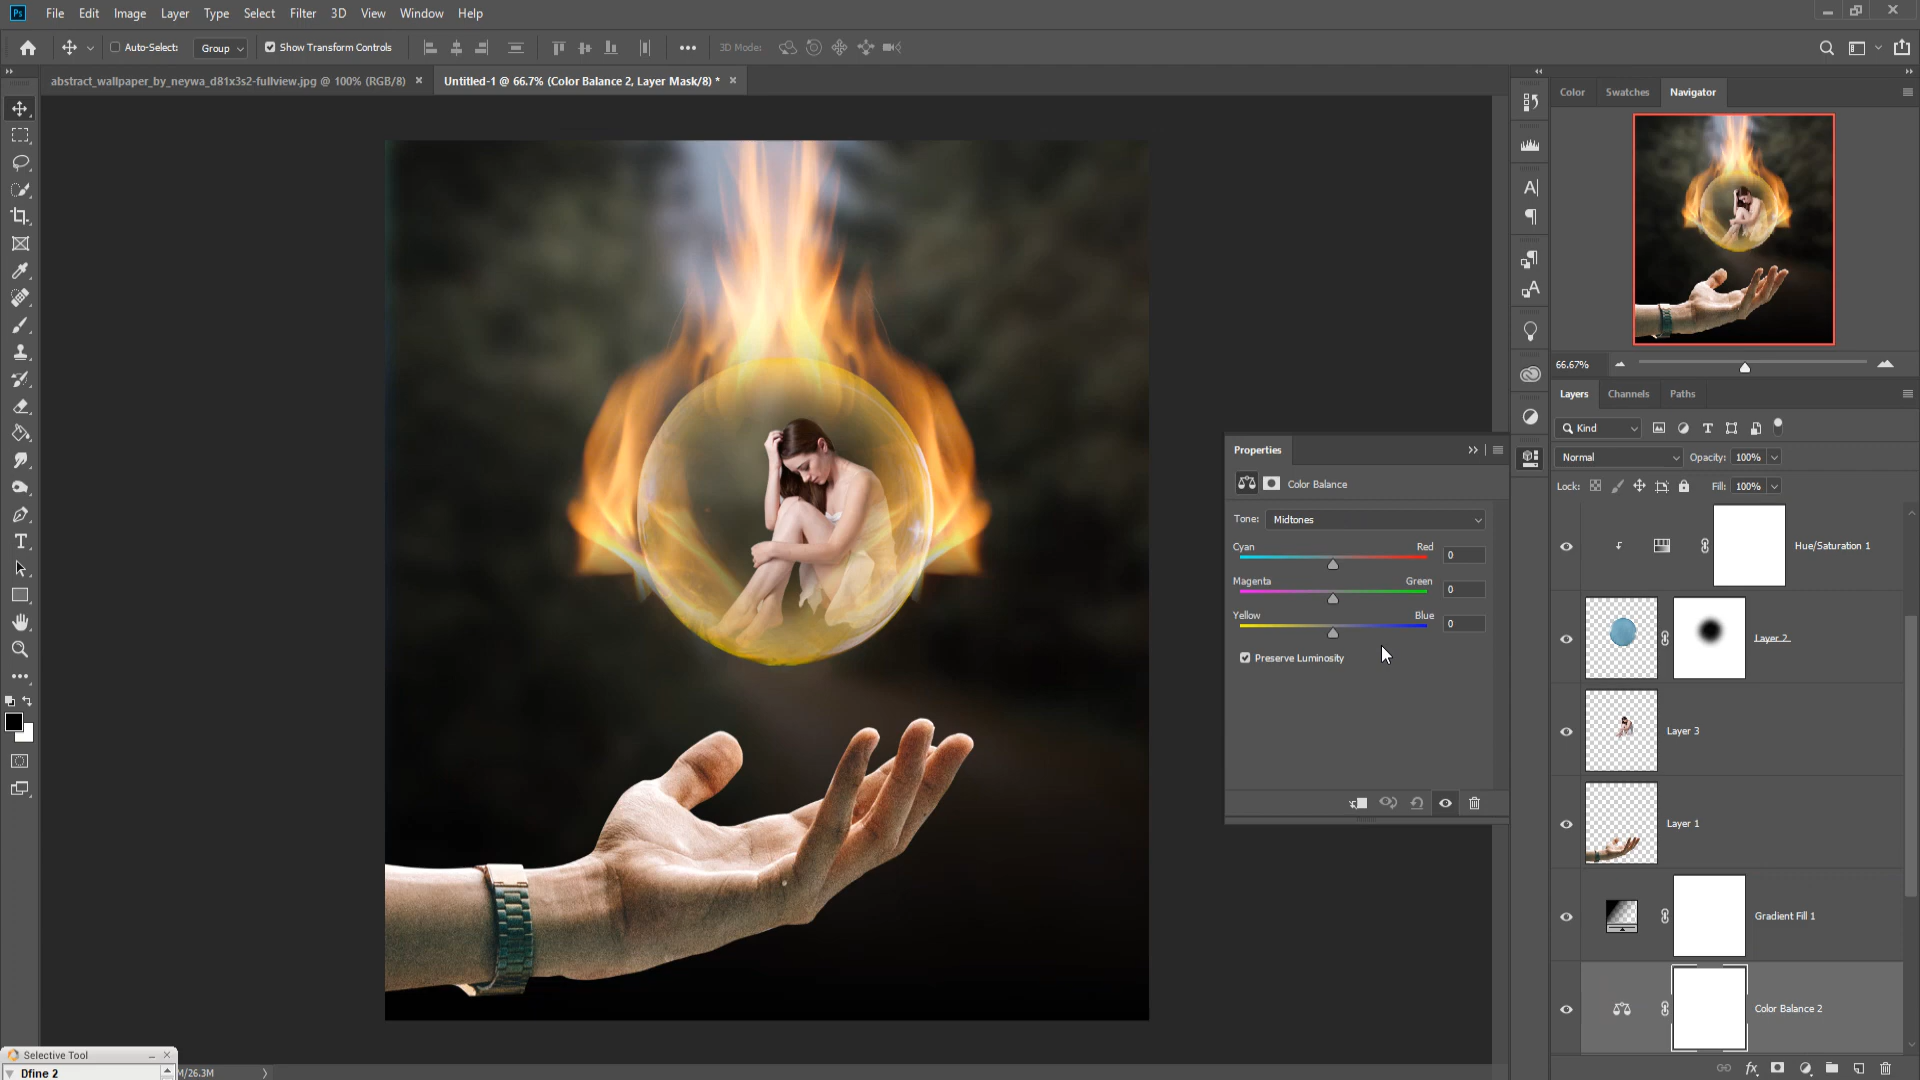 Ps File Edit Image Layer Type Select Filter 3D View Window Help
Auto-Select: Group Show Transform Controls 3D Mode:
abstract_wallpaper_by_neywa_d81x3s2-fullview.jpg @ 100% (RGB/8) × Untitled-1 @ 66.7% (Color Balance 2, Layer Mask/8) * ×
Color Swatches Navigator
66.67%
Layers Channels Paths
Kind
Normal Opacity: 100%
Lock: Fill: 100%
Hue/Saturation 1
Layer 2
Layer 3
Layer 1
Gradient Fill 1
Color Balance 2
Properties
Color Balance
Tone: Midtones
Cyan Red 0
Magenta Green 0
Yellow Blue 0
Preserve Luminosity
Selective Tool
Dfine 2
M/26.3M